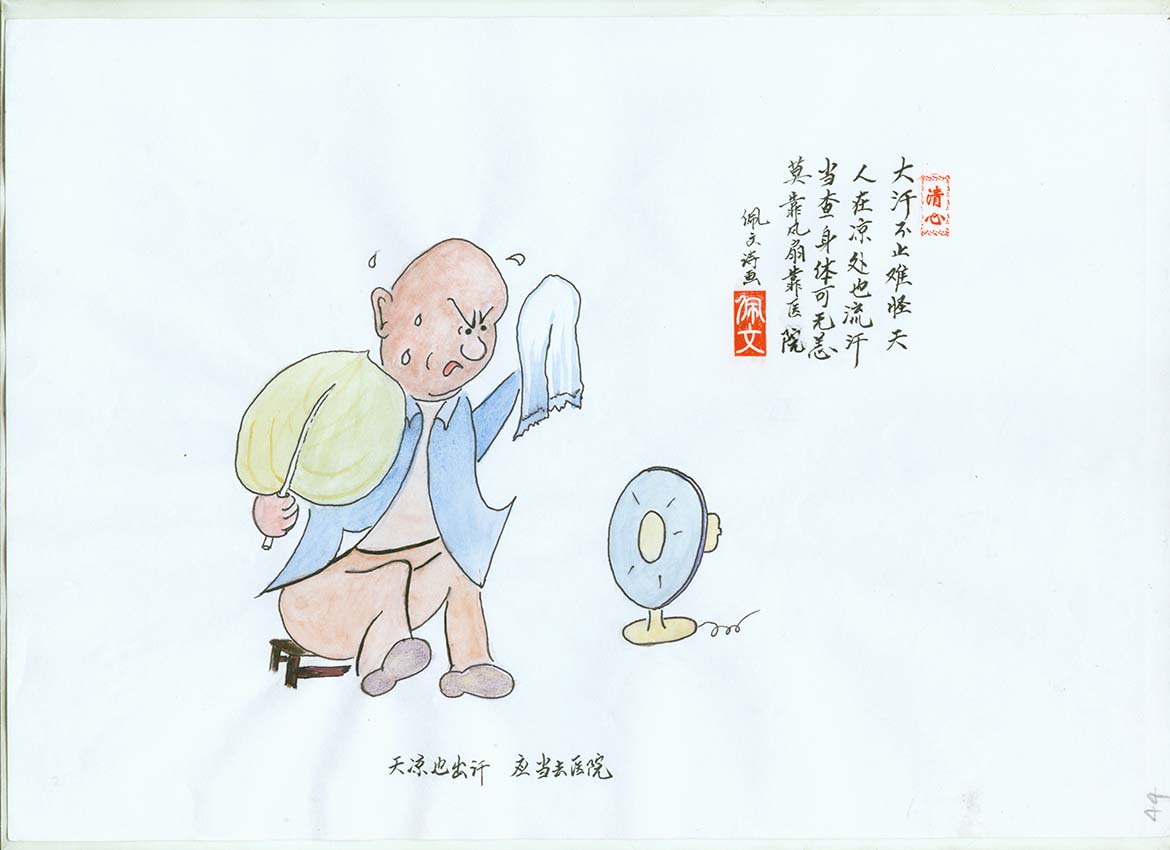 清心
大汗不止难怪天
人在凉处也流汗
当查身体可无恙
莫靠风扇靠医院
佩文诗画
佩文
天凉也出汗 应当去医院
44